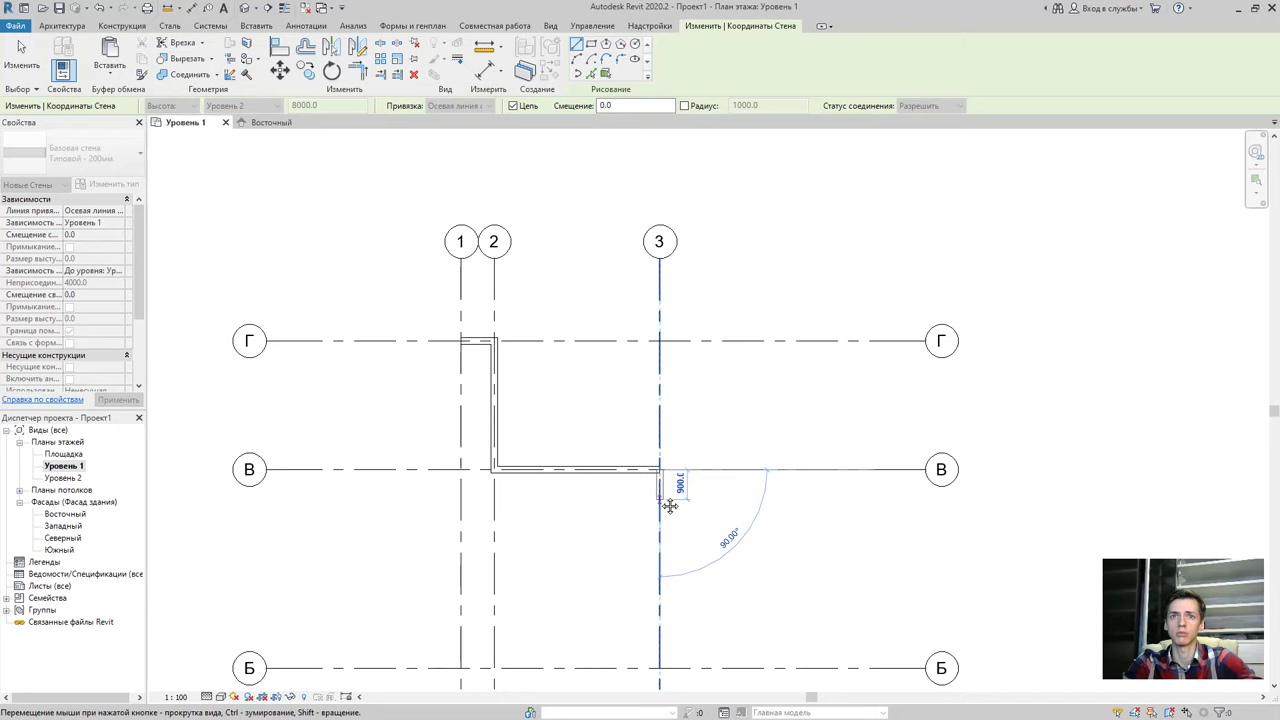 Autodesk Revit 2020.2 - Проект1 - План этажа: Уровень 1
Вход в службы
Файл Архитектура Конструкция Сталь Системы Вставить Аннотации Анализ Формы и генплан Совместная работа Вид Управление Надстройки Изменить | Координаты Стена
Врезка
Вырезать
Соединить
Изменить Вставить
Выбор Свойства Буфер обмена Геометрия Изменить Вид Измерить Создание Рисование
Изменить | Координаты Стена Высота: Уровень 2 8000.0 Привязка: Осевая линия с Цепь Смещение: 0.0 Радиус: 1000.0 Статус соединения: Разрешить
Свойства
Уровень 1
Восточный
Базовая стена
Типовой - 200мм
Новые Стены Изменить тип
Зависимости
Линия привя... Осевая линия ...
Зависимость ... Уровень 1
Смещение с... 0.0
Примыкание...
Размер высту... 0.0
Зависимость ... До уровня: Ур...
Неприсоедин... 4000.0
Смещение св... 0.0
Примыкание...
Размер высту... 0.0
Граница пом...
Связь с форм...
Несущие конструкции
Несущие кон...
Включить ан...
Справка по свойствам Применить
Диспетчер проекта - Проект1
Виды (все)
Планы этажей
Площадка
Уровень 1
Уровень 2
Планы потолков
Фасады (Фасад здания)
Восточный
Западный
Северный
Южный
Легенды
Ведомости/Спецификации (все
Листы (все)
Семейства
Группы
Связанные файлы Revit
1 2 3
Г Г
В В
900.0
90.00°
Б Б
1 : 100
Перемещение мыши при нажатой кнопке - прокрутка вида, Ctrl - зумирование, Shift - вращение.
:0
Главная модель
:0